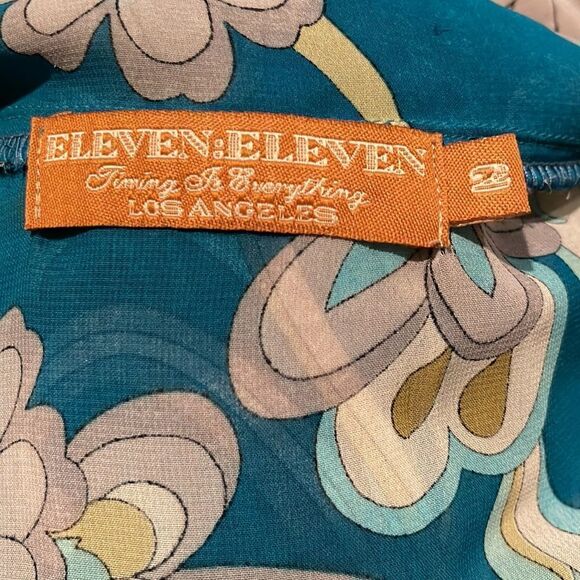 ELEVEN:ELEVEN
Timing Is Everything
LOS ANGELES
2